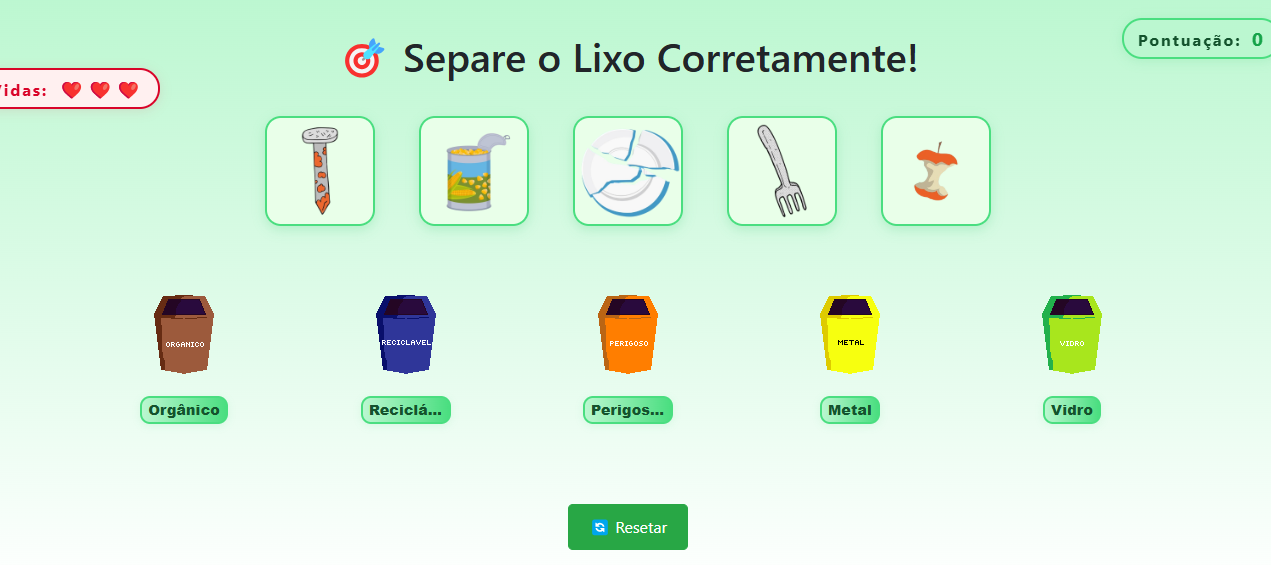 🎯 Separe o Lixo Corretamente!
Pontuação: 0
Vidas: ❤️ ❤️ ❤️
ORGANICO
RECICLAVEL
PERIGOSO
METAL
VIDRO
Orgânico
Reciclá...
Perigos...
Metal
Vidro
🔄 Resetar